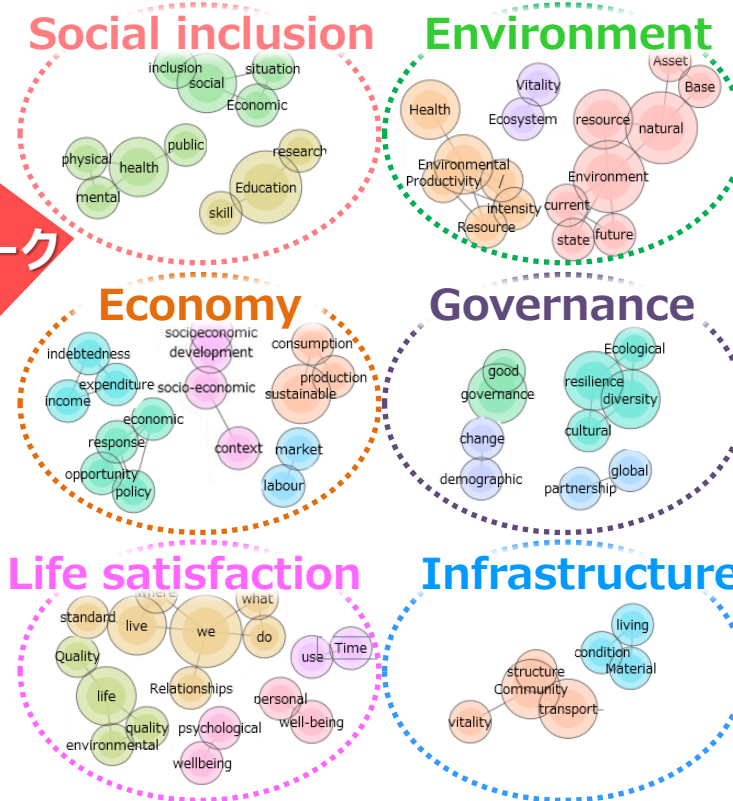 Social inclusion
inclusion
situation
social
Economic
public
research
physical
health
Education
mental
skill
Environment
Asset
Vitality
Base
Health
Ecosystem
resource
natural
Environmental
Productivity
/
Environment
intensity
current
Resource
state
future
ーク
Economy
socioeconomic
development
consumption
indebtedness
expenditure
socio-economic
production
sustainable
income
economic
response
context
market
opportunity
policy
labour
Governance
Ecological
good
resilience
governance
diversity
change
cultural
demographic
global
partnership
Life satisfaction
where
what
standard
live
we
do
Quality
use
Time
life
Relationships
personal
quality
psychological
well-being
environmental
wellbeing
Infrastructure
living
condition
structure
Material
Community
transport
vitality